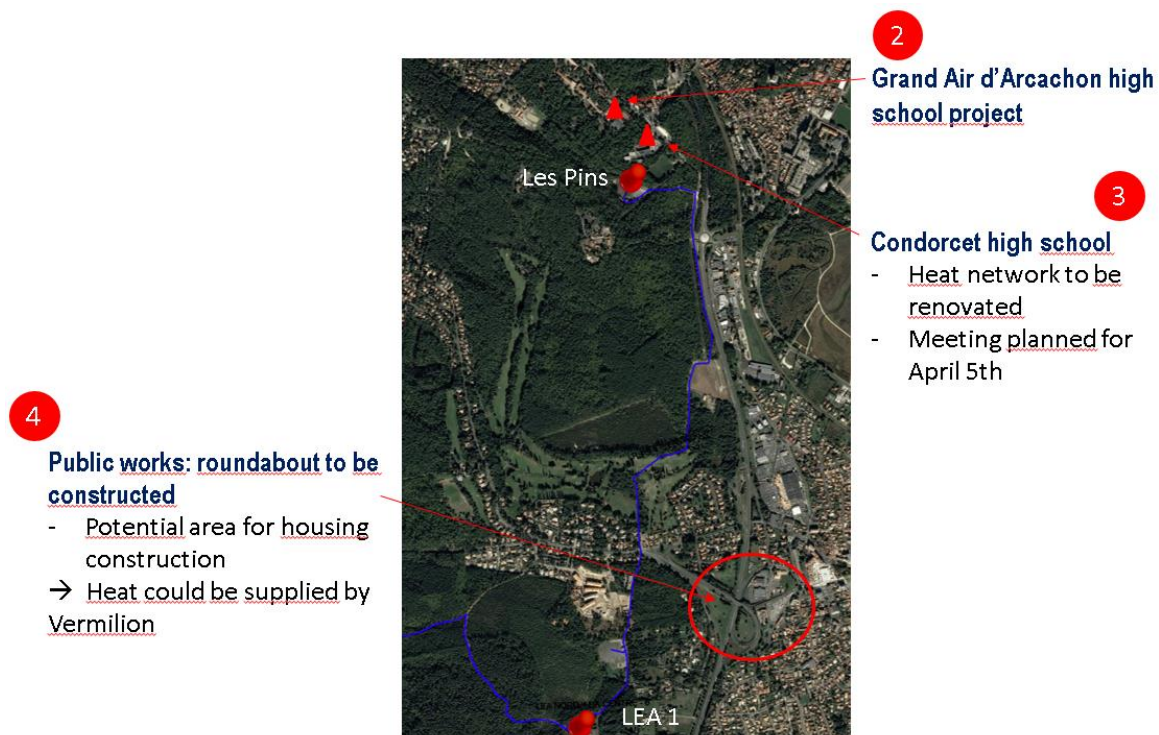 2
Grand Air d’Arcachon high
school project
Les Pins
3
Condorcet high school
- Heat network to be
renovated
- Meeting planned for
April 5th
4
Public works: roundabout to be
constructed
- Potential area for housing
construction
→ Heat could be supplied by
Vermilion
LEA 1